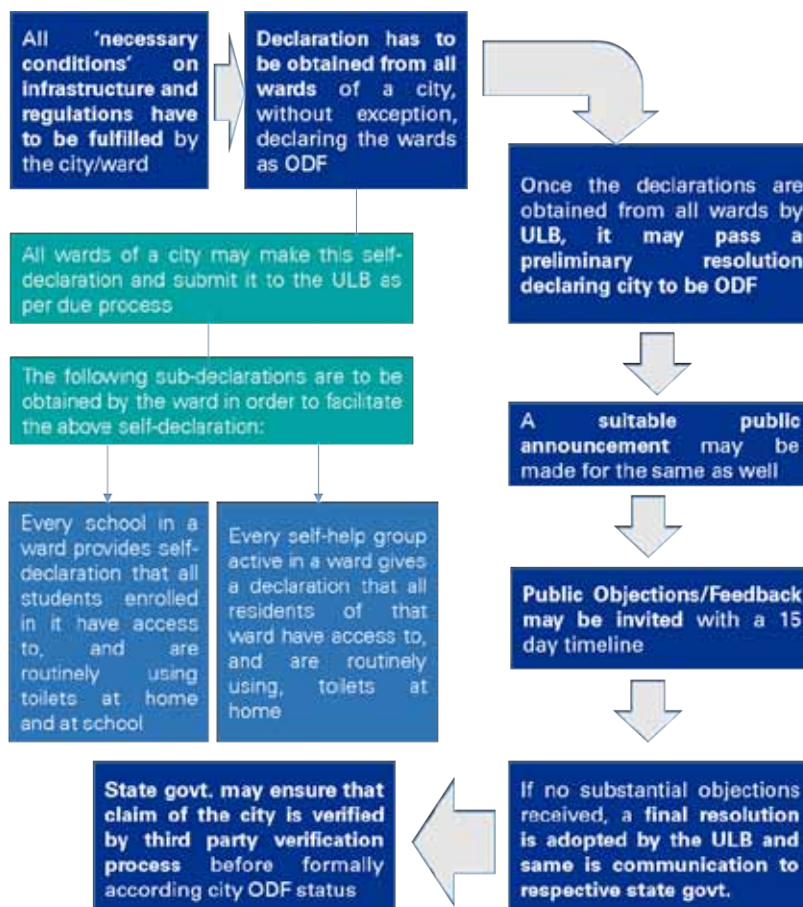 All 'necessary
conditions' on
infrastructure and
regulations have
to be fulfilled by
the city/ward
Declaration has to
be obtained from all
wards of a city,
without exception,
declaring the wards
as ODF
Once the declarations are
obtained from all wards by
ULB, it may pass a
preliminary resolution
declaring city to be ODF
All wards of a city may make this self-
declaration and submit it to the ULB as
per due process
The following sub-declarations are to be
obtained by the ward in order to facilitate
the above self-declaration:
Every school in a
ward provides self-
declaration that all
students enrolled
in it have access
to, and are
routinely using
toilets at home
and at school
Every self-help group
active in a ward gives
a declaration that all
residents of that
ward have access to,
and are routinely
using, toilets at
home
A suitable public
announcement may be
made for the same as well
Public Objections/Feedback
may be invited with a 15
day timeline
If no substantial objections
received, a final resolution
is adopted by the ULB and
same is communication to
respective state govt.
State govt. may ensure that
claim of the city is verified
by third party verification
process before formally
according city ODF status